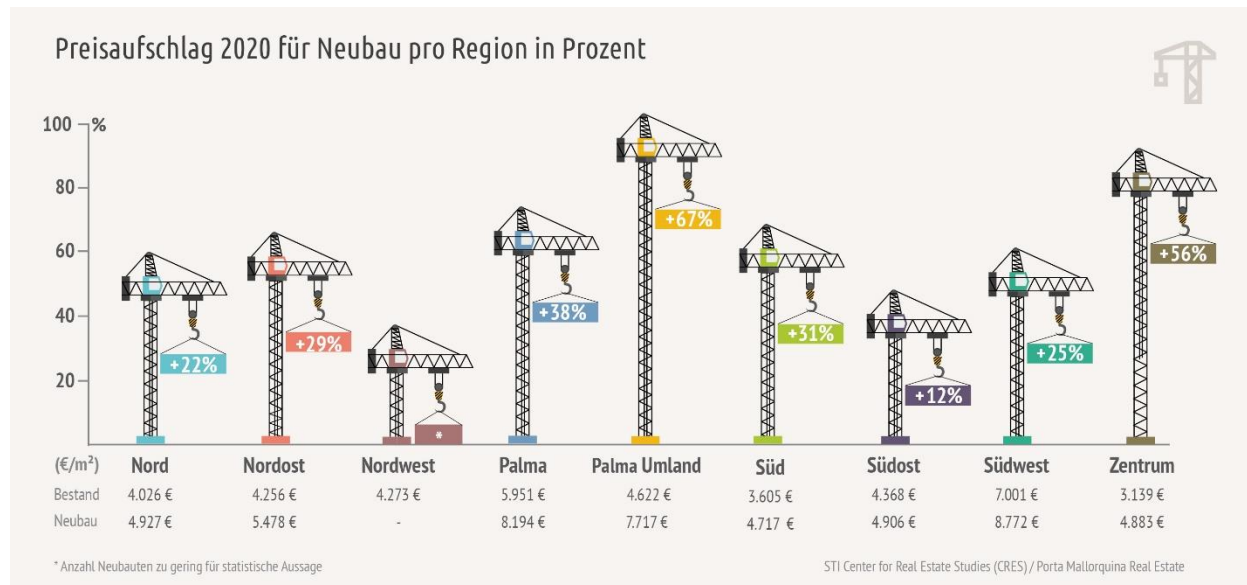 Preisaufschlag 2020 für Neubau pro Region in Prozent
100 %
80
60
40
20
+22%
+29%
*
+38%
+67%
+31%
+12%
+25%
+56%
(€/m²) Nord Nordost Nordwest Palma Palma Umland Süd Südost Südwest Zentrum
Bestand 4.026 € 4.256 € 4.273 € 5.951 € 4.622 € 3.605 € 4.368 € 7.001 € 3.139 €
Neubau 4.927 € 5.478 € - 8.194 € 7.717 € 4.717 € 4.906 € 8.772 € 4.883 €
* Anzahl Neubauten zu gering für statistische Aussage
STI Center for Real Estate Studies (CRES) / Porta Mallorquina Real Estate